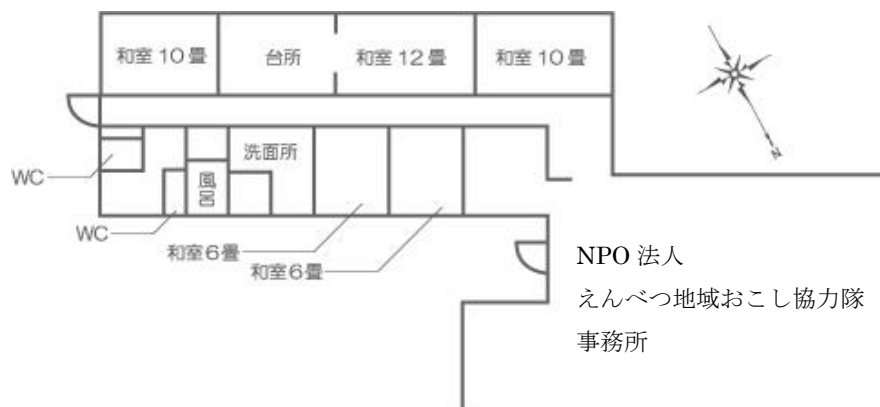 和室10畳
台所
和室12畳
和室10畳
洗面所
風呂
WC
WC
和室6畳
和室6畳
N
NPO 法人
えんべつ地域おこし協力隊
事務所